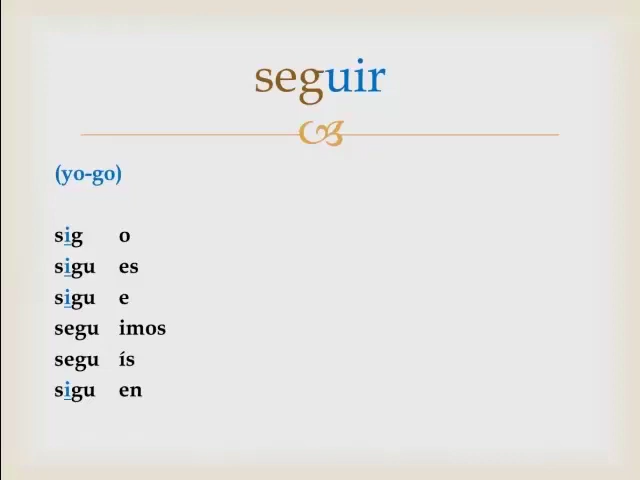 seguir
(yo-go)
sig o
sigu es
sigu e
segu imos
segu ís
sigu en